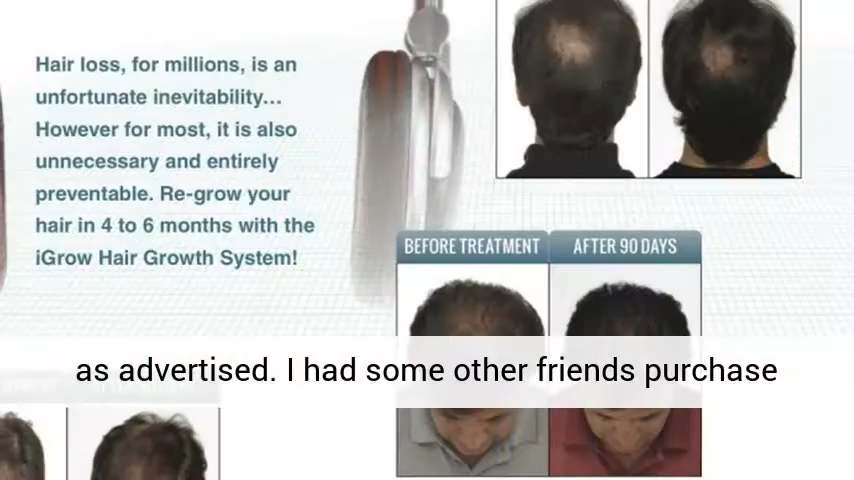 Hair loss, for millions, is an
unfortunate inevitability...
However for most, it is also
unnecessary and entirely
preventable. Re-grow your
hair in 4 to 6 months with the
iGrow Hair Growth System!
BEFORE TREATMENT
AFTER 90 DAYS
as advertised. I had some other friends purchase